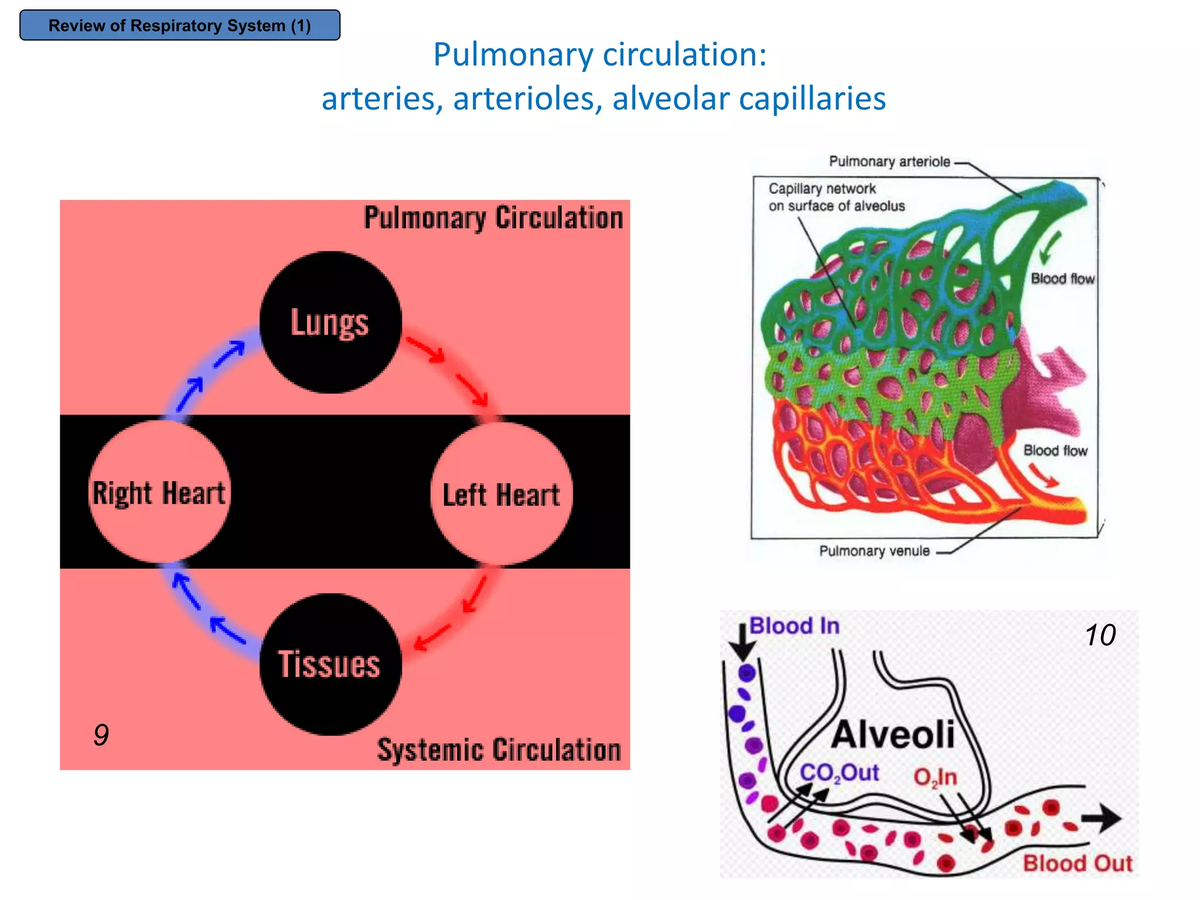 Review of Respiratory System (1)
Pulmonary circulation:
arteries, arterioles, alveolar capillaries
Pulmonary Circulation
Lungs
Right Heart
Left Heart
Tissues
9
Systemic Circulation
Pulmonary arteriole
Capillary network
on surface of alveolus
Blood flow
Blood flow
Pulmonary venule
Blood In
10
Alveoli
CO₂Out
O₂In
Blood Out